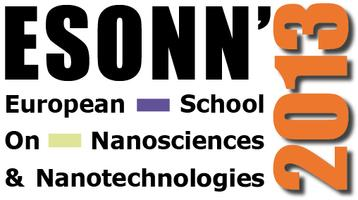 ESONN'
European School
On Nanosciences
& Nanotechnologies
2013